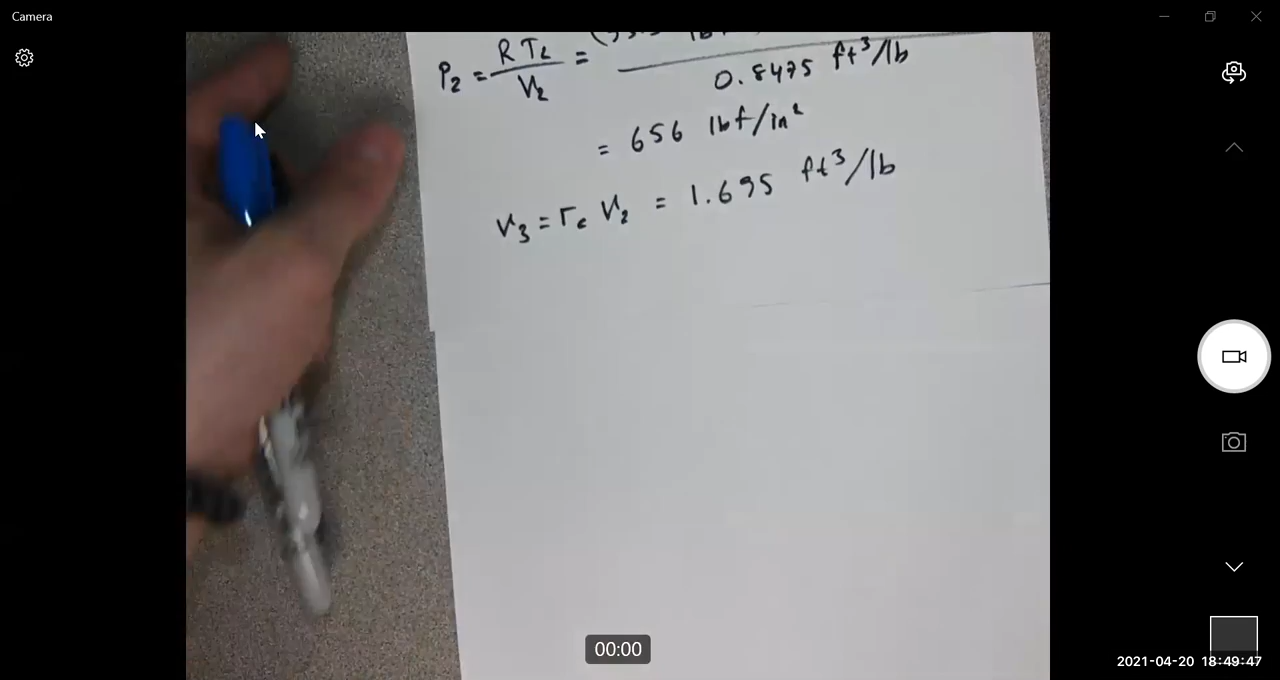 Camera
P₂ = R T₂ / V₂ =
0.8475 ft³/lb
= 656 lbf/in²
V₃ = rc V₂ = 1.695 ft³/lb
00:00
2021-04-20 18:49:47